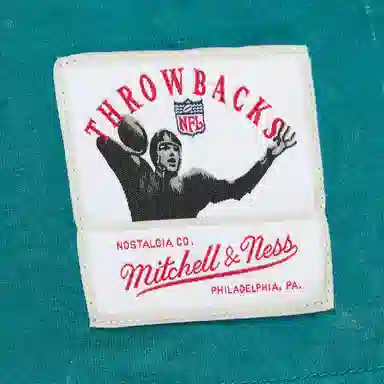 THROWBACKS
NFL
NOSTALGIA CO.
Mitchell & Ness
PHILADELPHIA, PA.